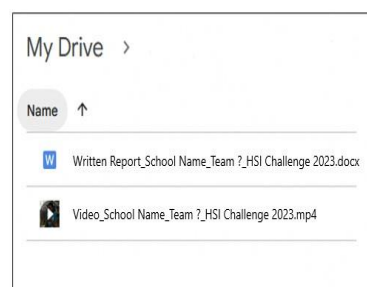 My Drive >
Name ↑
W Written Report_School Name_Team ?_HSI Challenge 2023.docx
Video_School Name_Team ?_HSI Challenge 2023.mp4